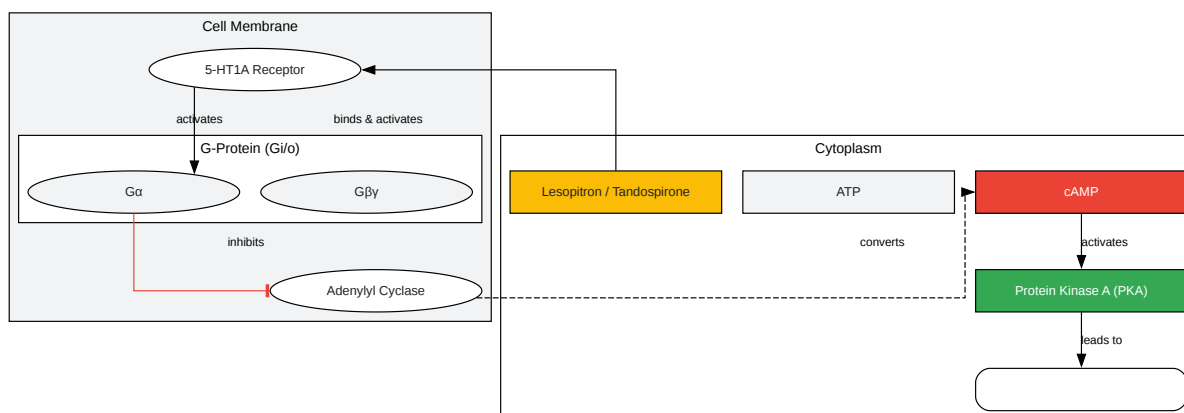 Cell Membrane
5-HT1A Receptor
activates
binds & activates
G-Protein (Gi/o)
Gα
Gβγ
inhibits
Adenylyl Cyclase
Cytoplasm
Lesopitron / Tandospirone
ATP
cAMP
converts
activates
Protein Kinase A (PKA)
leads to